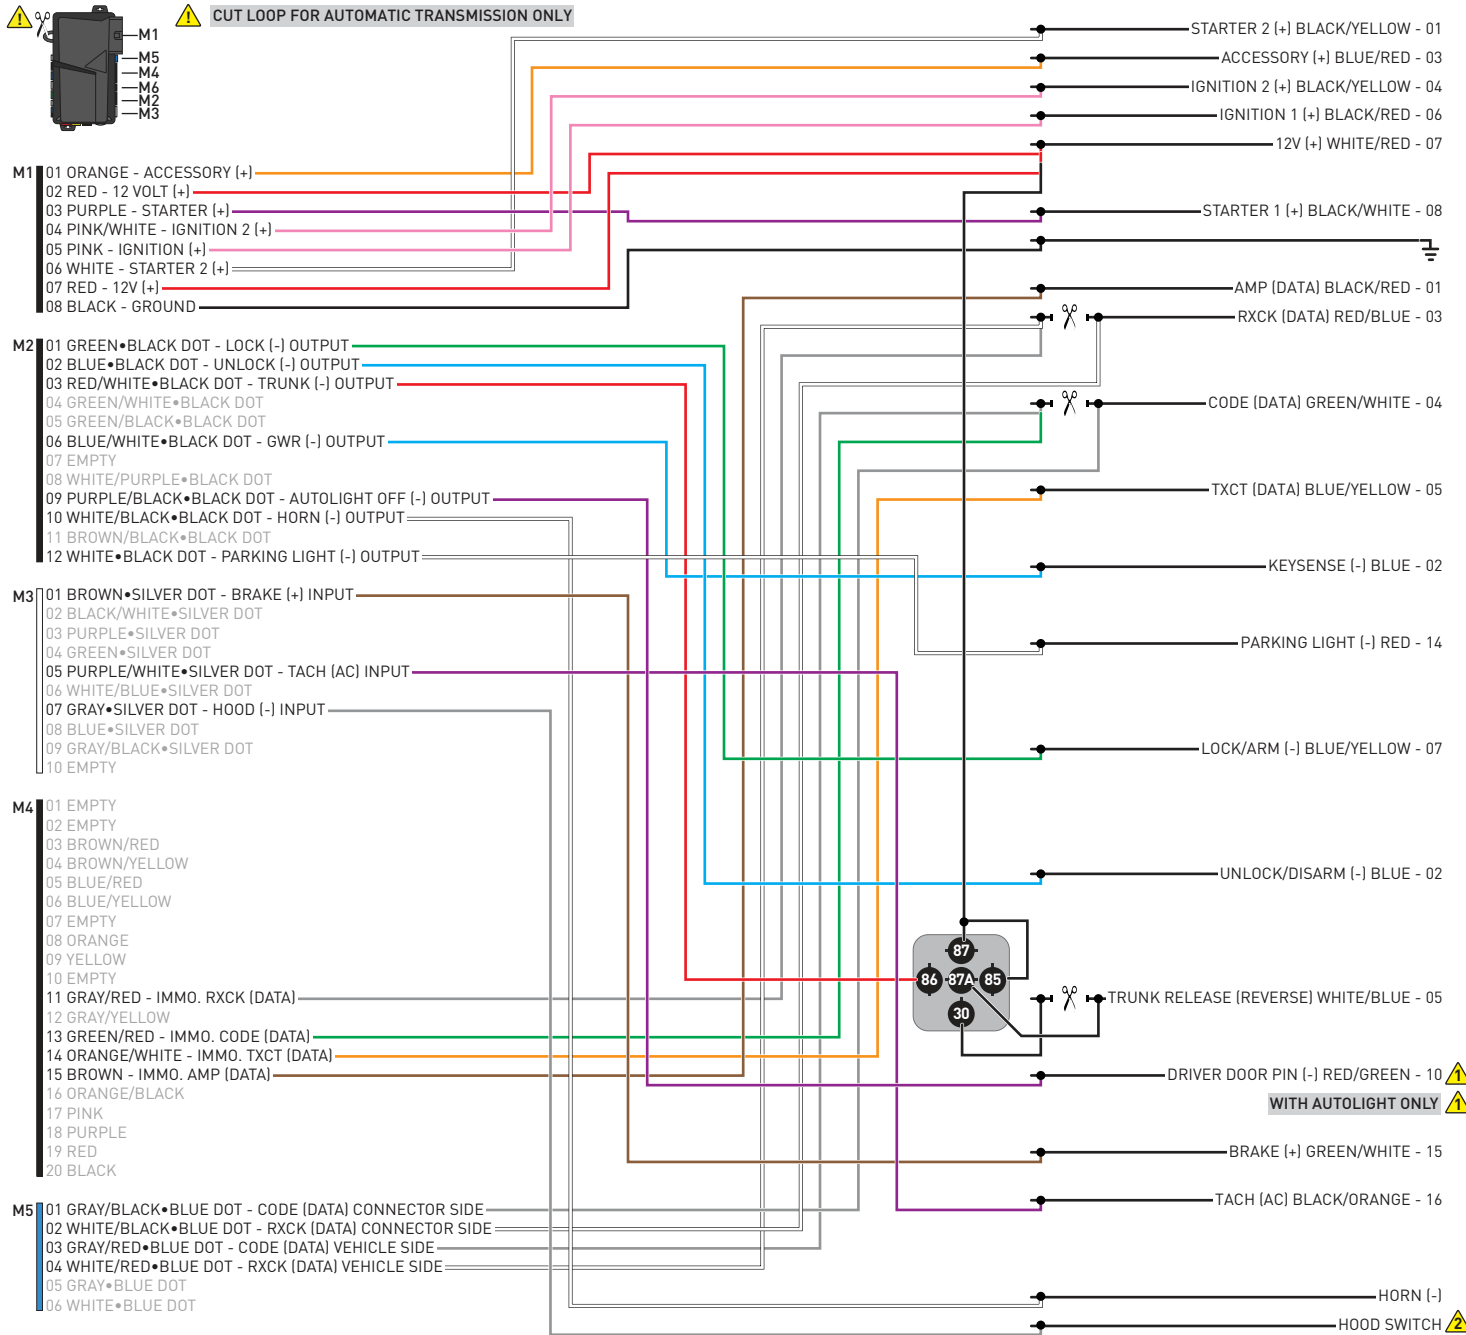 CUT LOOP FOR AUTOMATIC TRANSMISSION ONLY
M1
M5
M4
M6
M2
M3
M1
01 ORANGE - ACCESSORY (+)
02 RED - 12 VOLT (+)
03 PURPLE - STARTER (+)
04 PINK/WHITE - IGNITION 2 (+)
05 PINK - IGNITION (+)
06 WHITE - STARTER 2 (+)
07 RED - 12V (+)
08 BLACK - GROUND
M2
01 GREEN•BLACK DOT - LOCK (-) OUTPUT
02 BLUE•BLACK DOT - UNLOCK (-) OUTPUT
03 RED/WHITE•BLACK DOT - TRUNK (-) OUTPUT
04 GREEN/WHITE•BLACK DOT
05 GREEN/BLACK•BLACK DOT
06 BLUE/WHITE•BLACK DOT - GWR (-) OUTPUT
07 EMPTY
08 WHITE/PURPLE•BLACK DOT
09 PURPLE/BLACK•BLACK DOT - AUTOLIGHT OFF (-) OUTPUT
10 WHITE/BLACK•BLACK DOT - HORN (-) OUTPUT
11 BROWN/BLACK•BLACK DOT
12 WHITE•BLACK DOT - PARKING LIGHT (-) OUTPUT
M3
01 BROWN•SILVER DOT - BRAKE (+) INPUT
02 BLACK/WHITE•SILVER DOT
03 PURPLE•SILVER DOT
04 GREEN•SILVER DOT
05 PURPLE/WHITE•SILVER DOT - TACH (AC) INPUT
06 WHITE/BLUE•SILVER DOT
07 GRAY•SILVER DOT - HOOD (-) INPUT
08 BLUE•SILVER DOT
09 GRAY/BLACK•SILVER DOT
10 EMPTY
M4
01 EMPTY
02 EMPTY
03 BROWN/RED
04 BROWN/YELLOW
05 BLUE/RED
06 BLUE/YELLOW
07 EMPTY
08 ORANGE
09 YELLOW
10 EMPTY
11 GRAY/RED - IMMO. RXCK (DATA)
12 GRAY/YELLOW
13 GREEN/RED - IMMO. CODE (DATA)
14 ORANGE/WHITE - IMMO. TXCT (DATA)
15 BROWN - IMMO. AMP (DATA)
16 ORANGE/BLACK
17 PINK
18 PURPLE
19 RED
20 BLACK
M5
01 GRAY/BLACK•BLUE DOT - CODE (DATA) CONNECTOR SIDE
02 WHITE/BLACK•BLUE DOT - RXCK (DATA) CONNECTOR SIDE
03 GRAY/RED•BLUE DOT - CODE (DATA) VEHICLE SIDE
04 WHITE/RED•BLUE DOT - RXCK (DATA) VEHICLE SIDE
05 GRAY•BLUE DOT
06 WHITE•BLUE DOT
STARTER 2 (+) BLACK/YELLOW - 01
ACCESSORY (+) BLUE/RED - 03
IGNITION 2 (+) BLACK/YELLOW - 04
IGNITION 1 (+) BLACK/RED - 06
12V (+) WHITE/RED - 07
STARTER 1 (+) BLACK/WHITE - 08
AMP (DATA) BLACK/RED - 01
RXCK (DATA) RED/BLUE - 03
CODE (DATA) GREEN/WHITE - 04
TXCT (DATA) BLUE/YELLOW - 05
KEYSENSE (-) BLUE - 02
PARKING LIGHT (-) RED - 14
LOCK/ARM (-) BLUE/YELLOW - 07
UNLOCK/DISARM (-) BLUE - 02
87
86 87A 85
30
TRUNK RELEASE (REVERSE) WHITE/BLUE - 05
DRIVER DOOR PIN (-) RED/GREEN - 10 1
WITH AUTOLIGHT ONLY 1
BRAKE (+) GREEN/WHITE - 15
TACH (AC) BLACK/ORANGE - 16
HORN (-)
HOOD SWITCH 2